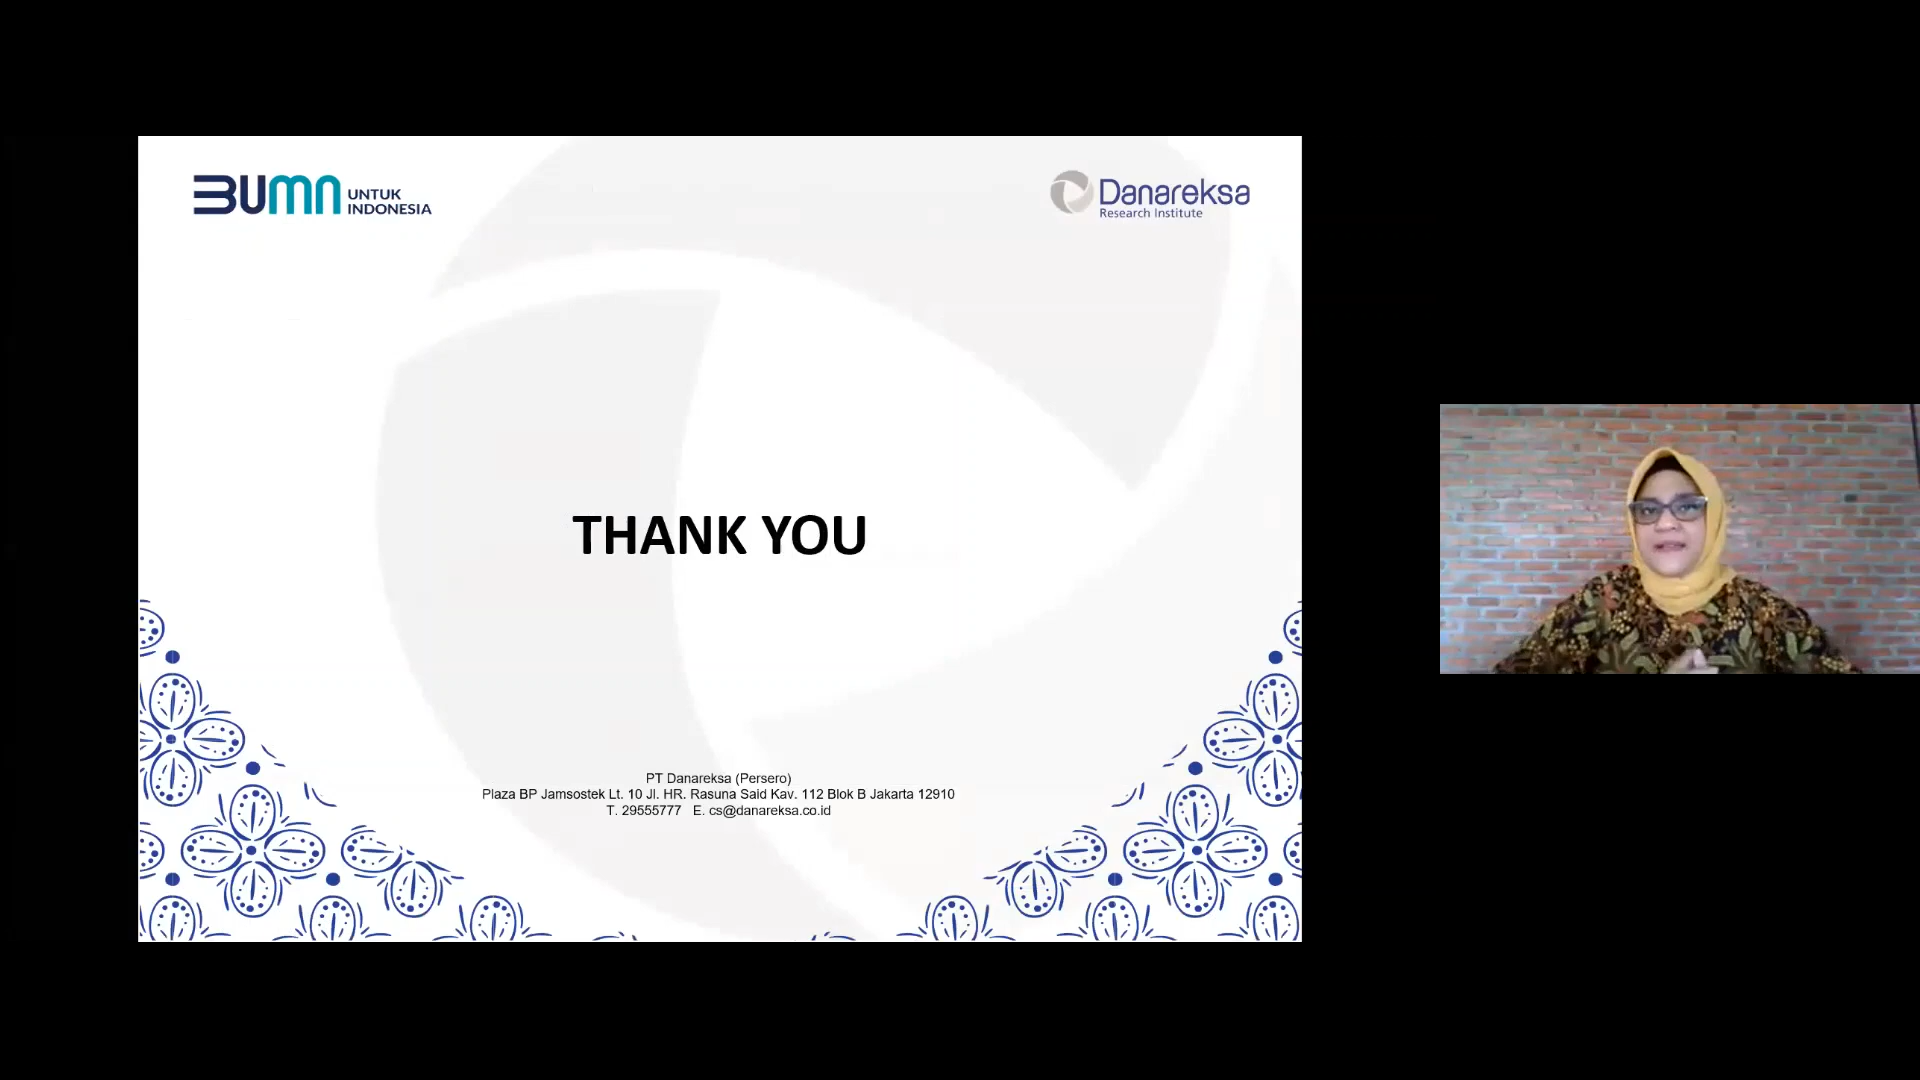 BUMN UNTUK
INDONESIA
Danareksa
Research Institute
THANK YOU
PT Danareksa (Persero)
Plaza BP Jamsostek Lt. 10 Jl. HR. Rasuna Said Kav. 112 Blok B Jakarta 12910
T. 29555777 E. cs@danareksa.co.id